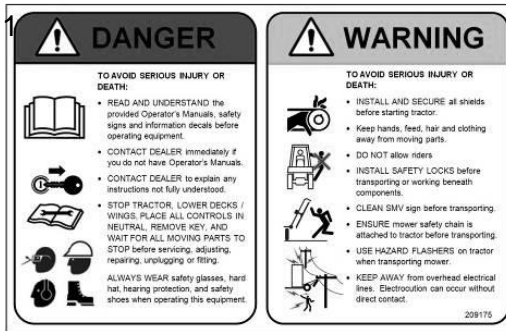 1
DANGER
TO AVOID SERIOUS INJURY OR
DEATH:
• READ AND UNDERSTAND the
provided Operator's Manuals, safety
signs and information decals before
operating equipment.
• CONTACT DEALER immediately if
you do not have Operator's Manuals.
• CONTACT DEALER to explain any
instructions not fully understood.
• STOP TRACTOR, LOWER DECKS /
WINGS, PLACE ALL CONTROLS IN
NEUTRAL, REMOVE KEY, AND
WAIT FOR ALL MOVING PARTS TO
STOP before servicing, adjusting,
repairing, unplugging or fitting.
ALWAYS WEAR safety glasses, hard
hat, hearing protection, and safety
shoes when operating this equipment.
WARNING
TO AVOID SERIOUS INJURY OR
DEATH:
• INSTALL AND SECURE all shields
before starting tractor.
• Keep hands, feed, hair and clothing
away from moving parts.
• DO NOT allow riders
• INSTALL SAFETY LOCKS before
transporting or working beneath
components.
• CLEAN SMV sign before transporting.
• ENSURE mower safety chain is
attached to tractor before transporting.
• USE HAZARD FLASHERS on tractor
when transporting mower.
• KEEP AWAY from overhead electrical
lines. Electrocution can occur without
direct contact.
209175